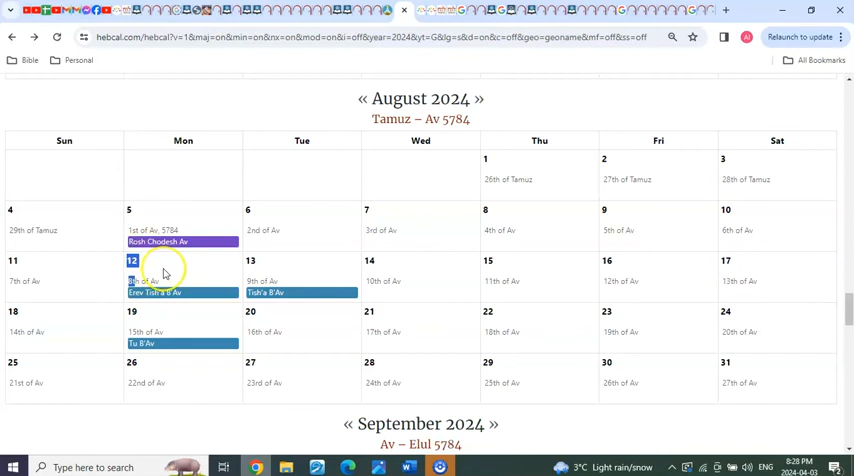 hebcal.com/hebcal?v=1&maj=on&min=on&nx=on&mod=on&i=off&year=2024&yt=G&lg=s&d=on&c=off&geo=geoname&mf=off&ss=off
Relaunch to update
Bible
Personal
All Bookmarks
« August 2024 »
Tamuz – Av 5784
Sun Mon Tue Wed Thu Fri Sat
1 2 3
26th of Tamuz 27th of Tamuz 28th of Tamuz
4 5 6 7 8 9 10
29th of Tamuz 1st of Av, 5784 2nd of Av 3rd of Av 4th of Av 5th of Av 6th of Av
Rosh Chodesh Av
11 12 13 14 15 16 17
7th of Av 8th of Av 9th of Av 10th of Av 11th of Av 12th of Av 13th of Av
Erev Tish'a B'Av Tish'a B'Av
18 19 20 21 22 23 24
14th of Av 15th of Av 16th of Av 17th of Av 18th of Av 19th of Av 20th of Av
Tu B'Av
25 26 27 28 29 30 31
21st of Av 22nd of Av 23rd of Av 24th of Av 25th of Av 26th of Av 27th of Av
« September 2024 »
Av – Elul 5784
Type here to search
3°C Light rain/snow
ENG
8:28 PM
2024-04-03